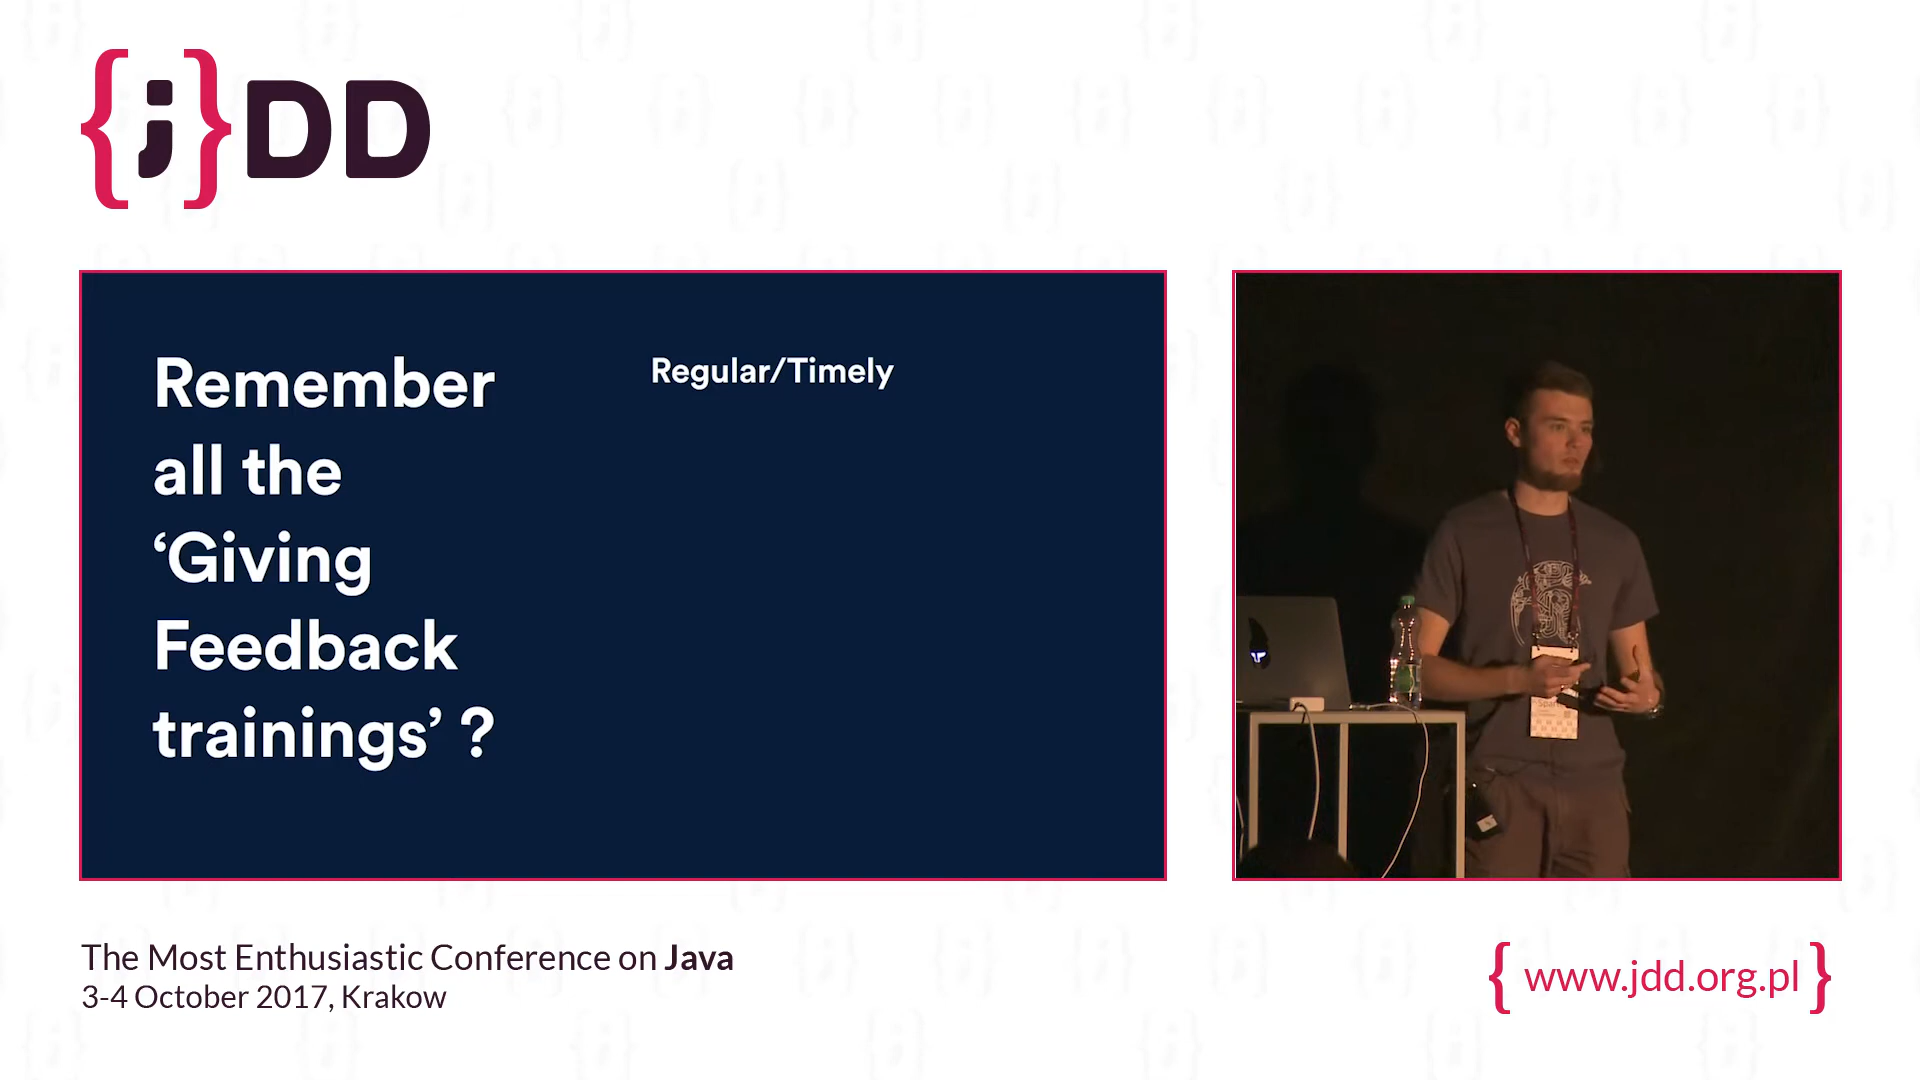 {;}DD
Remember
all the
‘Giving
Feedback
trainings’ ?
Regular/Timely
The Most Enthusiastic Conference on Java
3-4 October 2017, Krakow
{ www.jdd.org.pl }